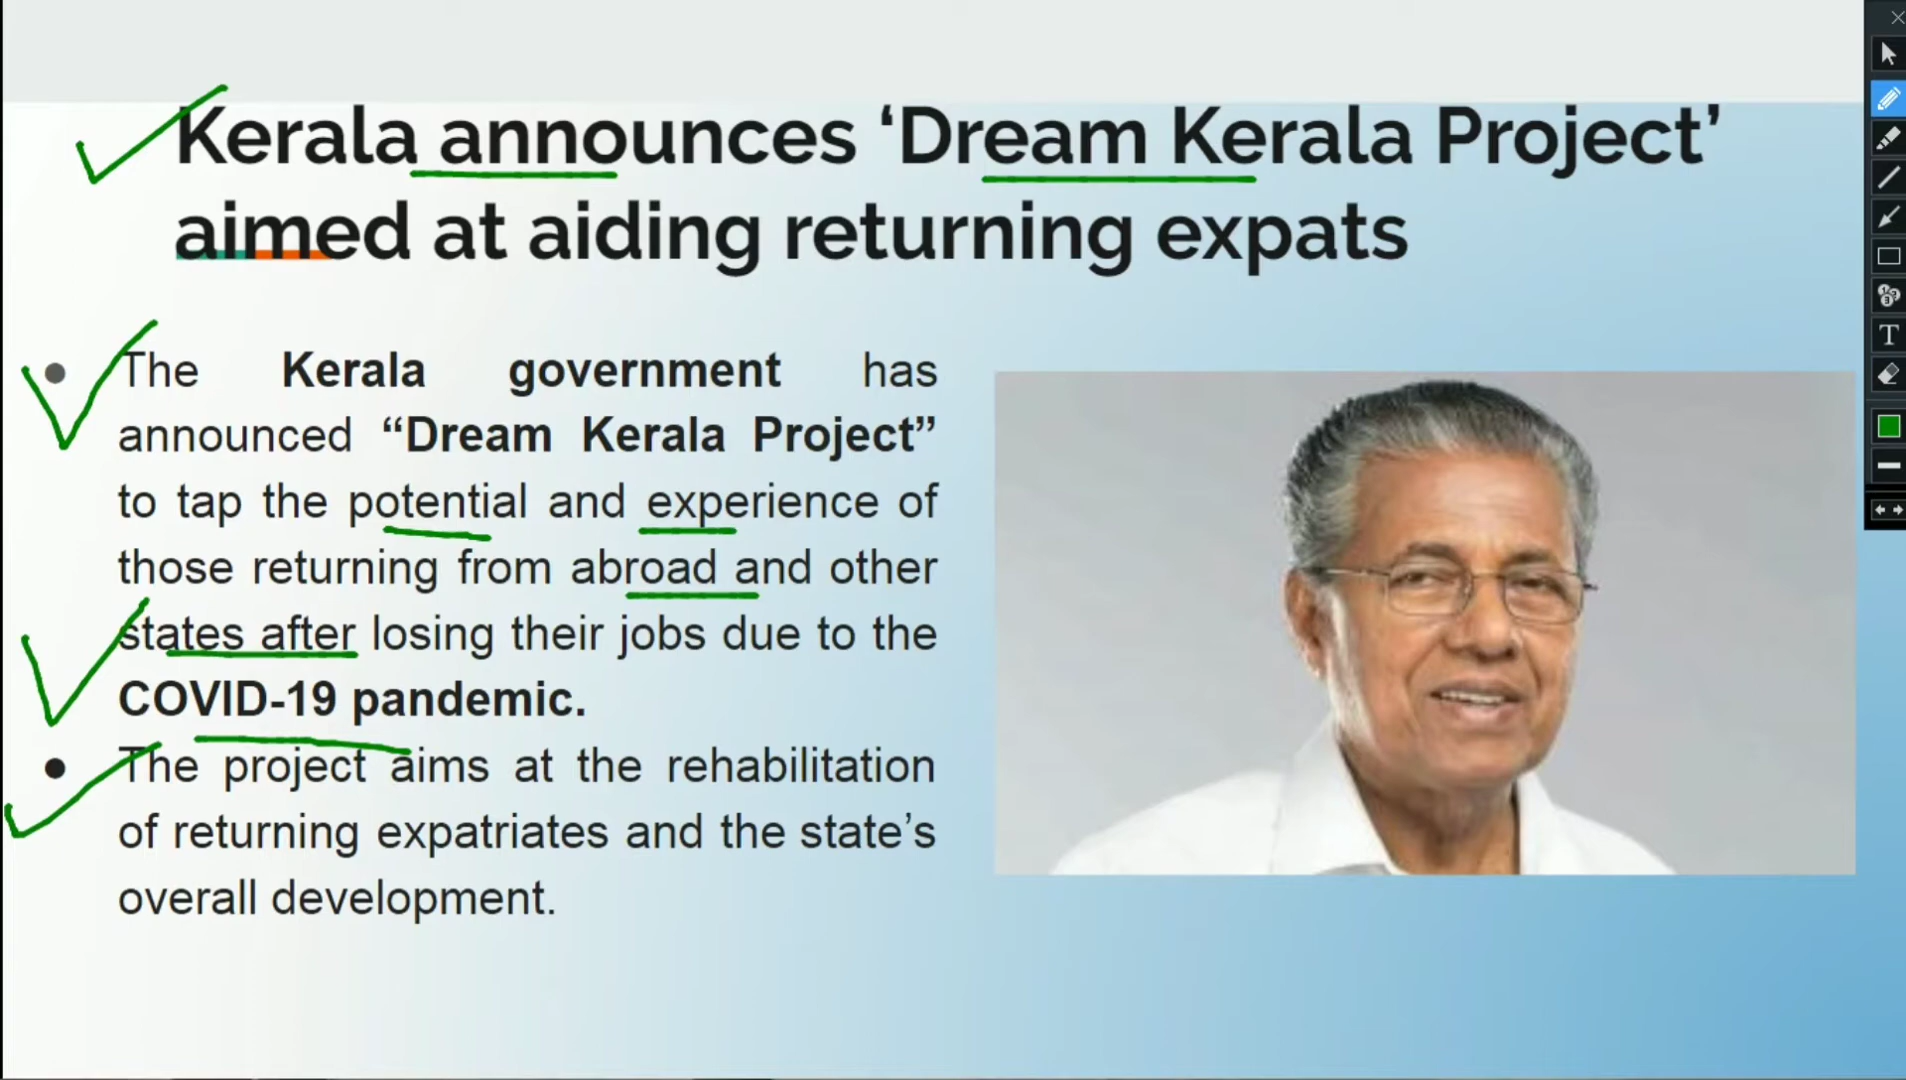 Kerala announces ‘Dream Kerala Project’
aimed at aiding returning expats
The Kerala government has
announced “Dream Kerala Project”
to tap the potential and experience of
those returning from abroad and other
states after losing their jobs due to the
COVID-19 pandemic.
The project aims at the rehabilitation
of returning expatriates and the state’s
overall development.